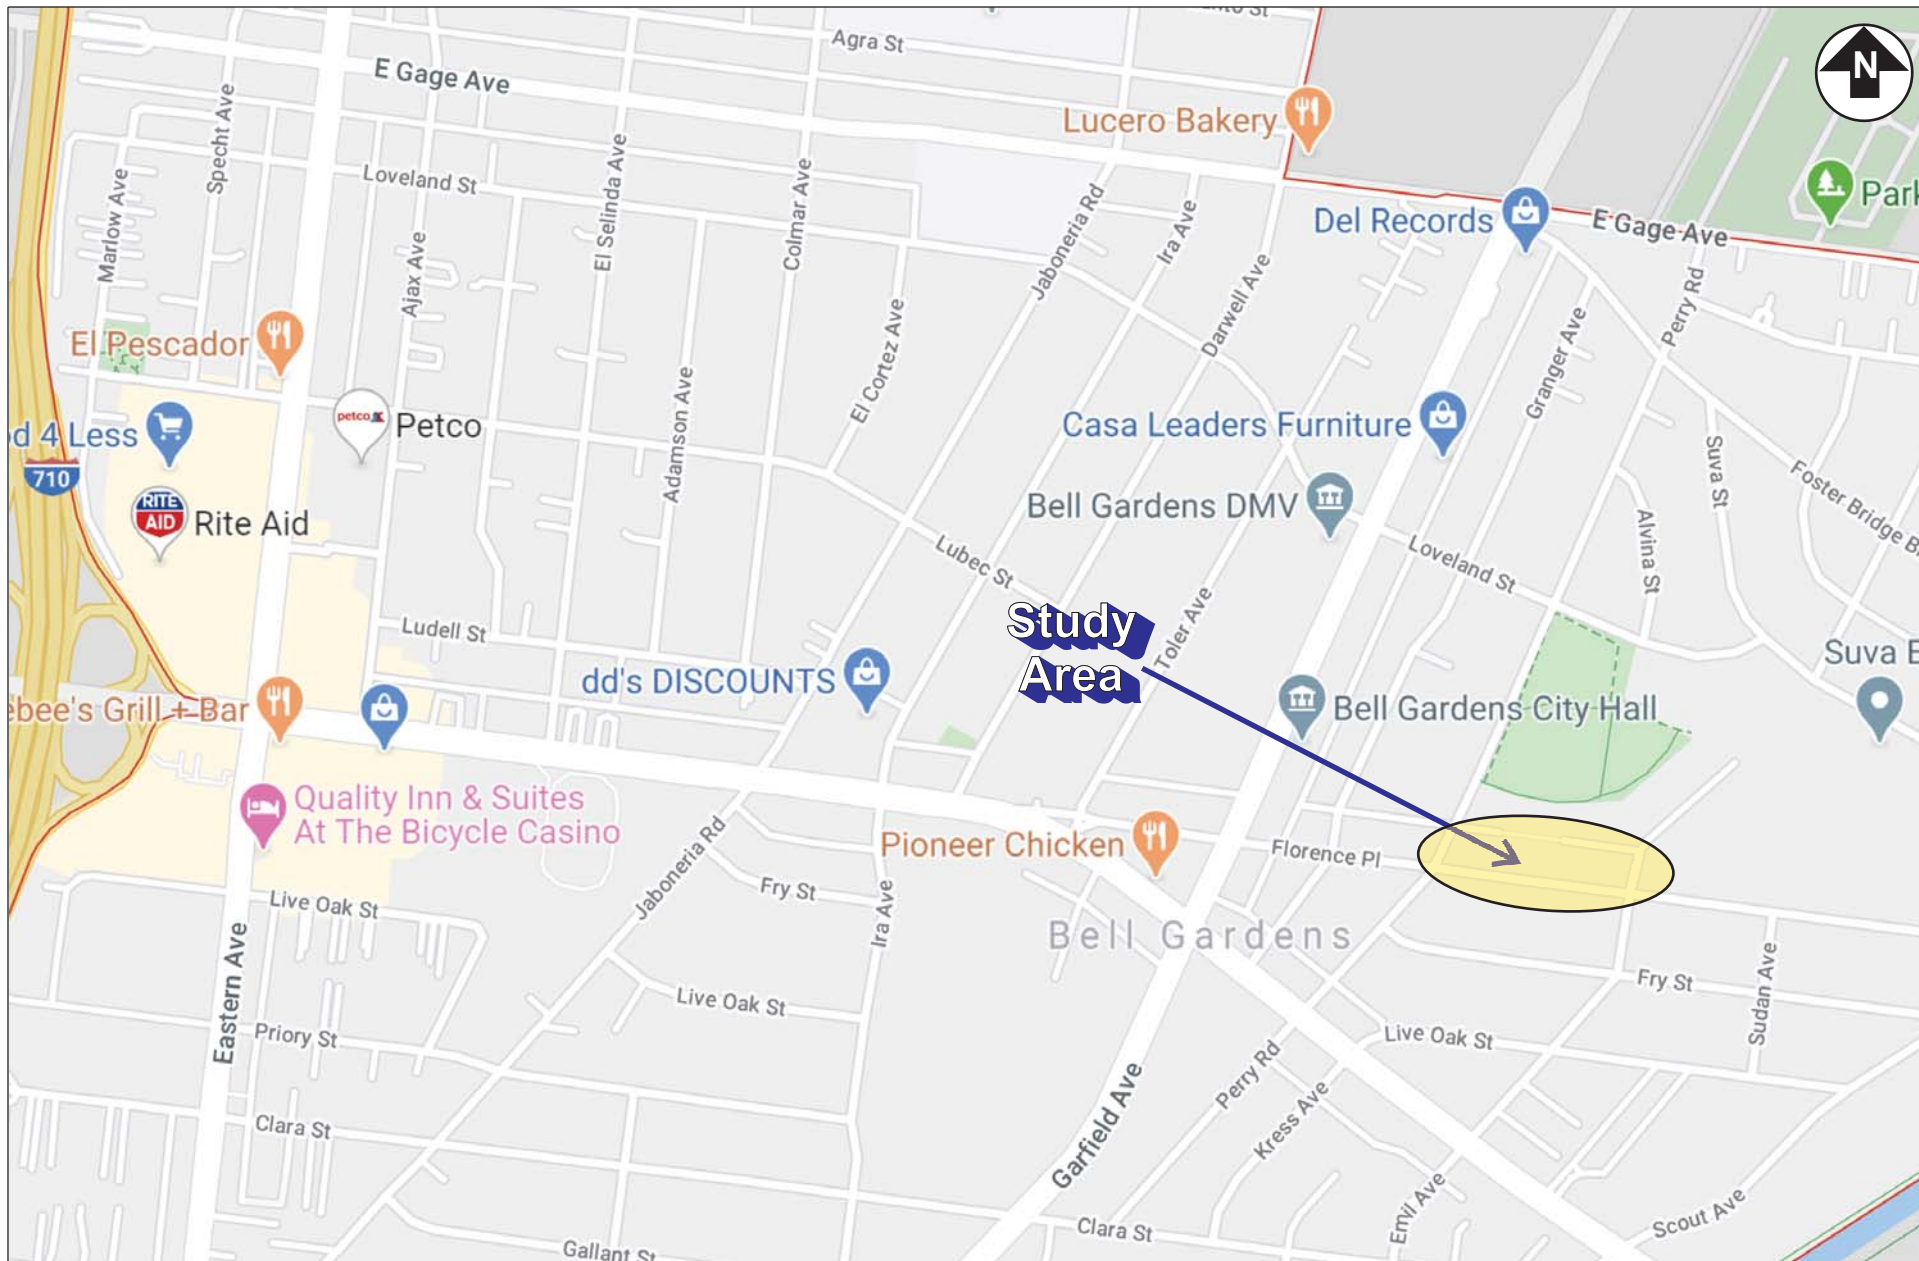 Agra St
N
E Gage Ave
Lucero Bakery
Specht Ave
Loveland St
Marlow Ave
El Selinda Ave
Colmar Ave
Jaboneria Rd
Ira Ave
Del Records
E Gage Ave
Park
Ajax Ave
Darwell Ave
Perry Rd
El Pescador
El Cortez Ave
Granger Ave
petco
Petco
Adamson Ave
Casa Leaders Furniture
d 4 Less
710
RITE
AID
Rite Aid
Bell Gardens DMV
Suva St
Foster Bridge B
Alvina St
Lubec St
Loveland St
Study
Area
Toler Ave
Ludell St
dd's DISCOUNTS
Suva E
ebee's Grill + Bar
Bell Gardens City Hall
Quality Inn & Suites
At The Bicycle Casino
Pioneer Chicken
Florence Pl
Jaboneria Rd
Fry St
Ira Ave
Live Oak St
Bell Gardens
Eastern Ave
Live Oak St
Fry St
Sudan Ave
Priory St
Live Oak St
Garfield Ave
Perry Rd
Kress Ave
Clara St
Emil Ave
Scout Ave
Clara St
Gallant St